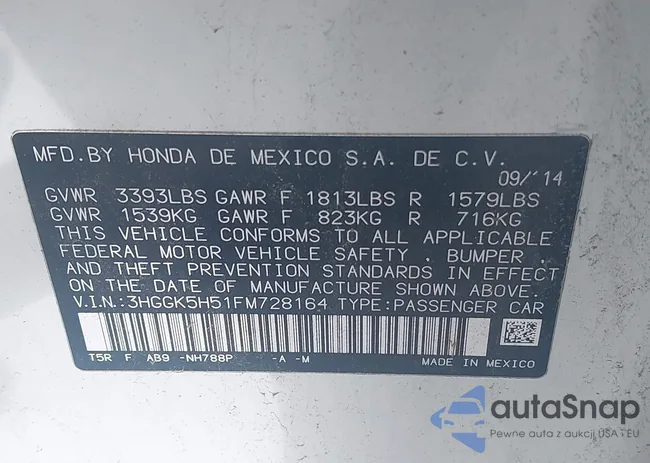 MFD.BY HONDA DE MEXICO S.A. DE C.V.
09/'14
GVWR 3393LBS GAWR F 1813LBS R 1579LBS
GVWR 1539KG GAWR F 823KG R 716KG
THIS VEHICLE CONFORMS TO ALL APPLICABLE
FEDERAL MOTOR VEHICLE SAFETY , BUMPER ,
AND THEFT PREVENTION STANDARDS IN EFFECT
ON THE DATE OF MANUFACTURE SHOWN ABOVE.
V.I.N.:3HGGK5H51FM728164 TYPE:PASSENGER CAR
T5R F AB9 -NH788P -A -M
MADE IN MEXICO
autaSnap
Pewne auta z aukcji USA i EU